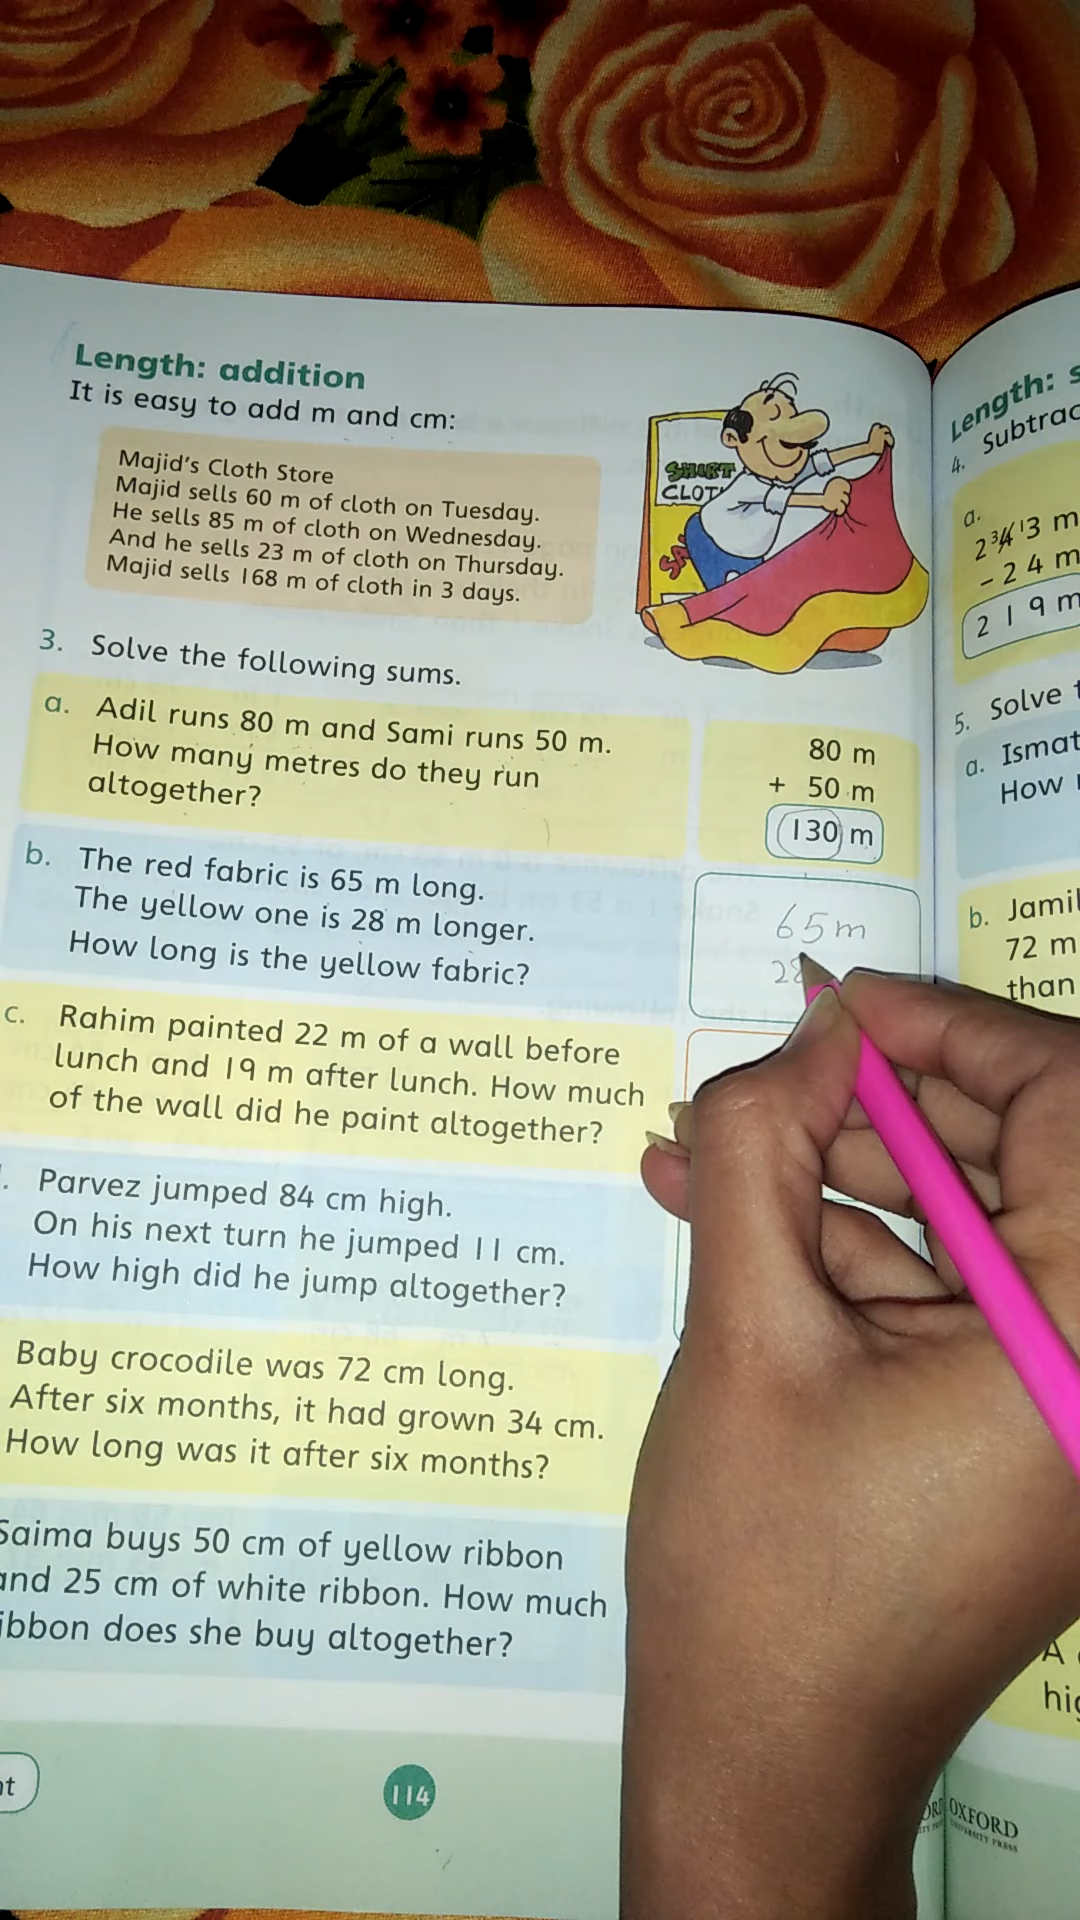 Length: addition
It is easy to add m and cm:
Majid's Cloth Store
Majid sells 60 m of cloth on Tuesday.
He sells 85 m of cloth on Wednesday.
And he sells 23 m of cloth on Thursday.
Majid sells 168 m of cloth in 3 days.
SHIRT
CLOT
SA
3. Solve the following sums.
a. Adil runs 80 m and Sami runs 50 m.
How many metres do they run
altogether?
80 m
+ 50 m
130 m
b. The red fabric is 65 m long.
The yellow one is 28 m longer.
How long is the yellow fabric?
65m
28
c. Rahim painted 22 m of a wall before
lunch and 19 m after lunch. How much
of the wall did he paint altogether?
. Parvez jumped 84 cm high.
On his next turn he jumped 11 cm.
How high did he jump altogether?
Baby crocodile was 72 cm long.
After six months, it had grown 34 cm.
How long was it after six months?
Saima buys 50 cm of yellow ribbon
and 25 cm of white ribbon. How much
ibbon does she buy altogether?
nt
114
Length: s
4. Subtrac
a.
2 ³4 ¹3 m
- 2 4 m
2 1 9 m
5. Solve t
a. Ismat
How
b. Jamil
72 m
than
A
hig
OXFORD
UNIVERSITY PRESS